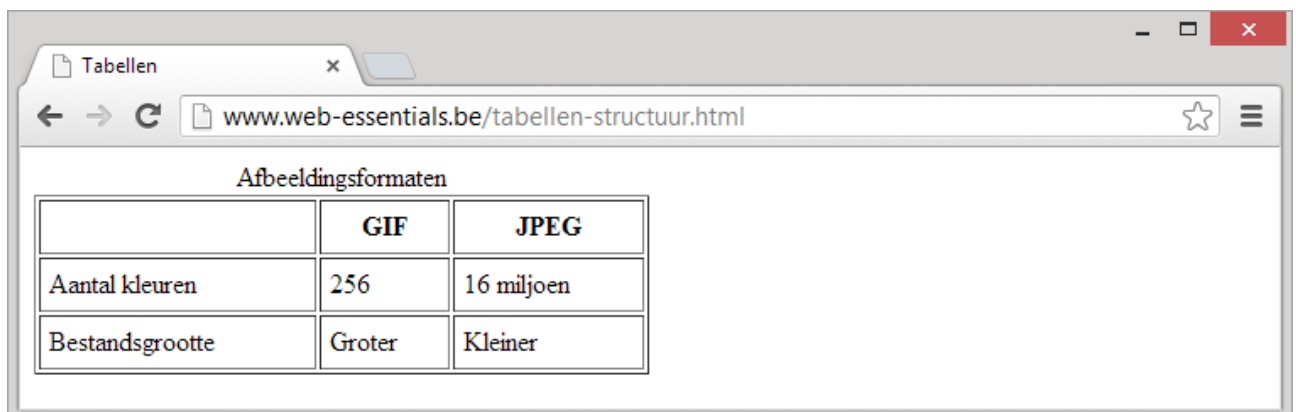 Tabellen
www.web-essentials.be/tabellen-structuur.html
Afbeeldingsformaten
GIF JPEG
Aantal kleuren 256 16 miljoen
Bestandsgrootte Groter Kleiner